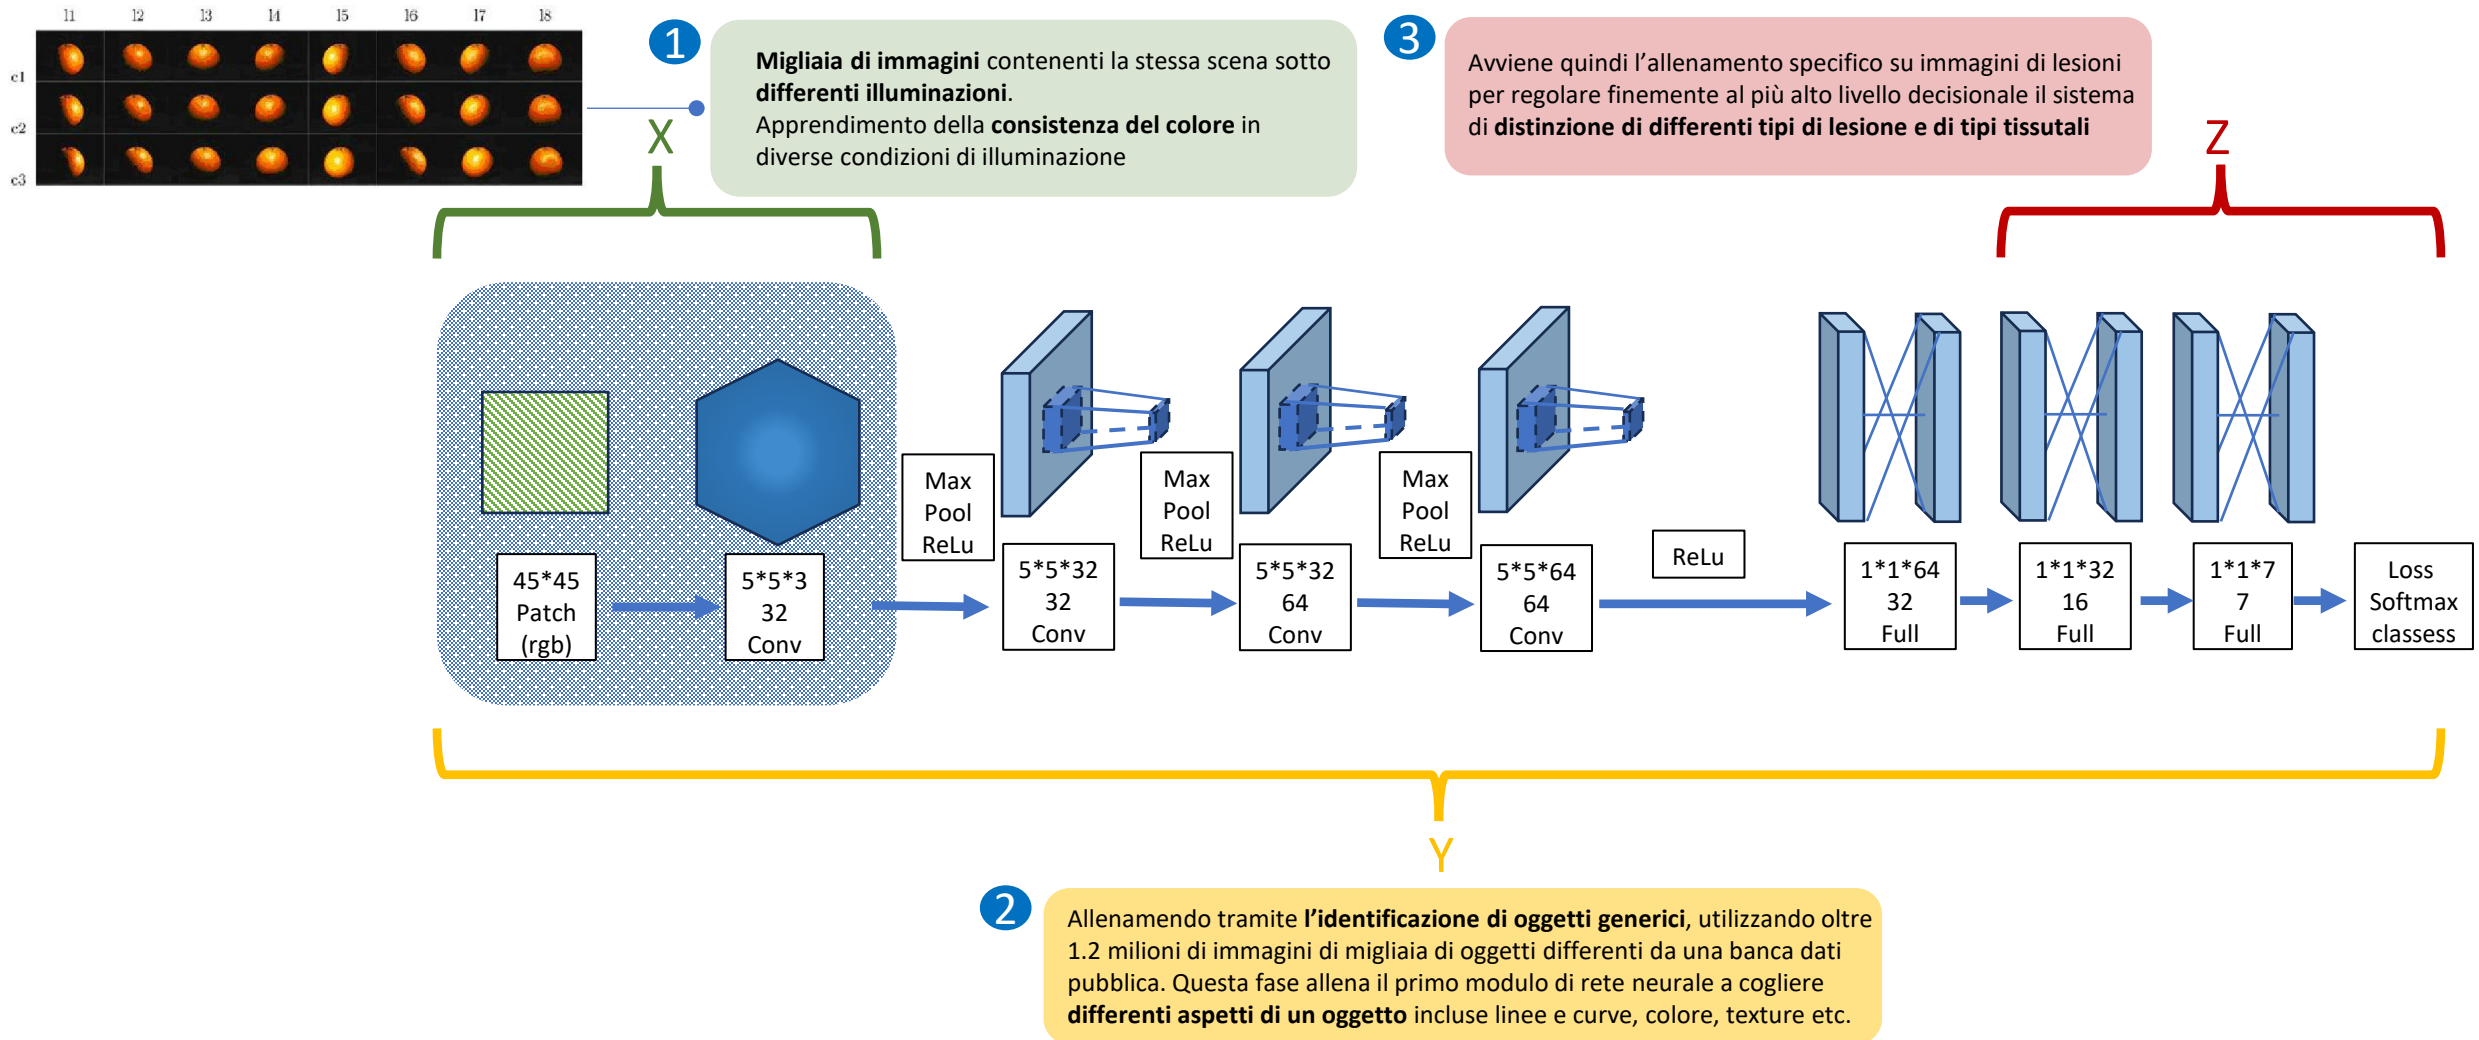 l1 l2 l3 l4 l5 l6 l7 l8
c1
c2
c3
1
Migliaia di immagini contenenti la stessa scena sotto
differenti illuminazioni.
Apprendimento della consistenza del colore in
diverse condizioni di illuminazione
3
Avviene quindi l'allenamento specifico su immagini di lesioni
per regolare finemente al più alto livello decisionale il sistema
di distinzione di differenti tipi di lesione e di tipi tissutali
X
Z
45*45
Patch
(rgb)
5*5*3
32
Conv
Max
Pool
ReLu
5*5*32
32
Conv
Max
Pool
ReLu
5*5*32
64
Conv
Max
Pool
ReLu
5*5*64
64
Conv
ReLu
1*1*64
32
Full
1*1*32
16
Full
1*1*7
7
Full
Loss
Softmax
classess
Y
2
Allenamendo tramite l'identificazione di oggetti generici, utilizzando oltre
1.2 milioni di immagini di migliaia di oggetti differenti da una banca dati
pubblica. Questa fase allena il primo modulo di rete neurale a cogliere
differenti aspetti di un oggetto incluse linee e curve, colore, texture etc.